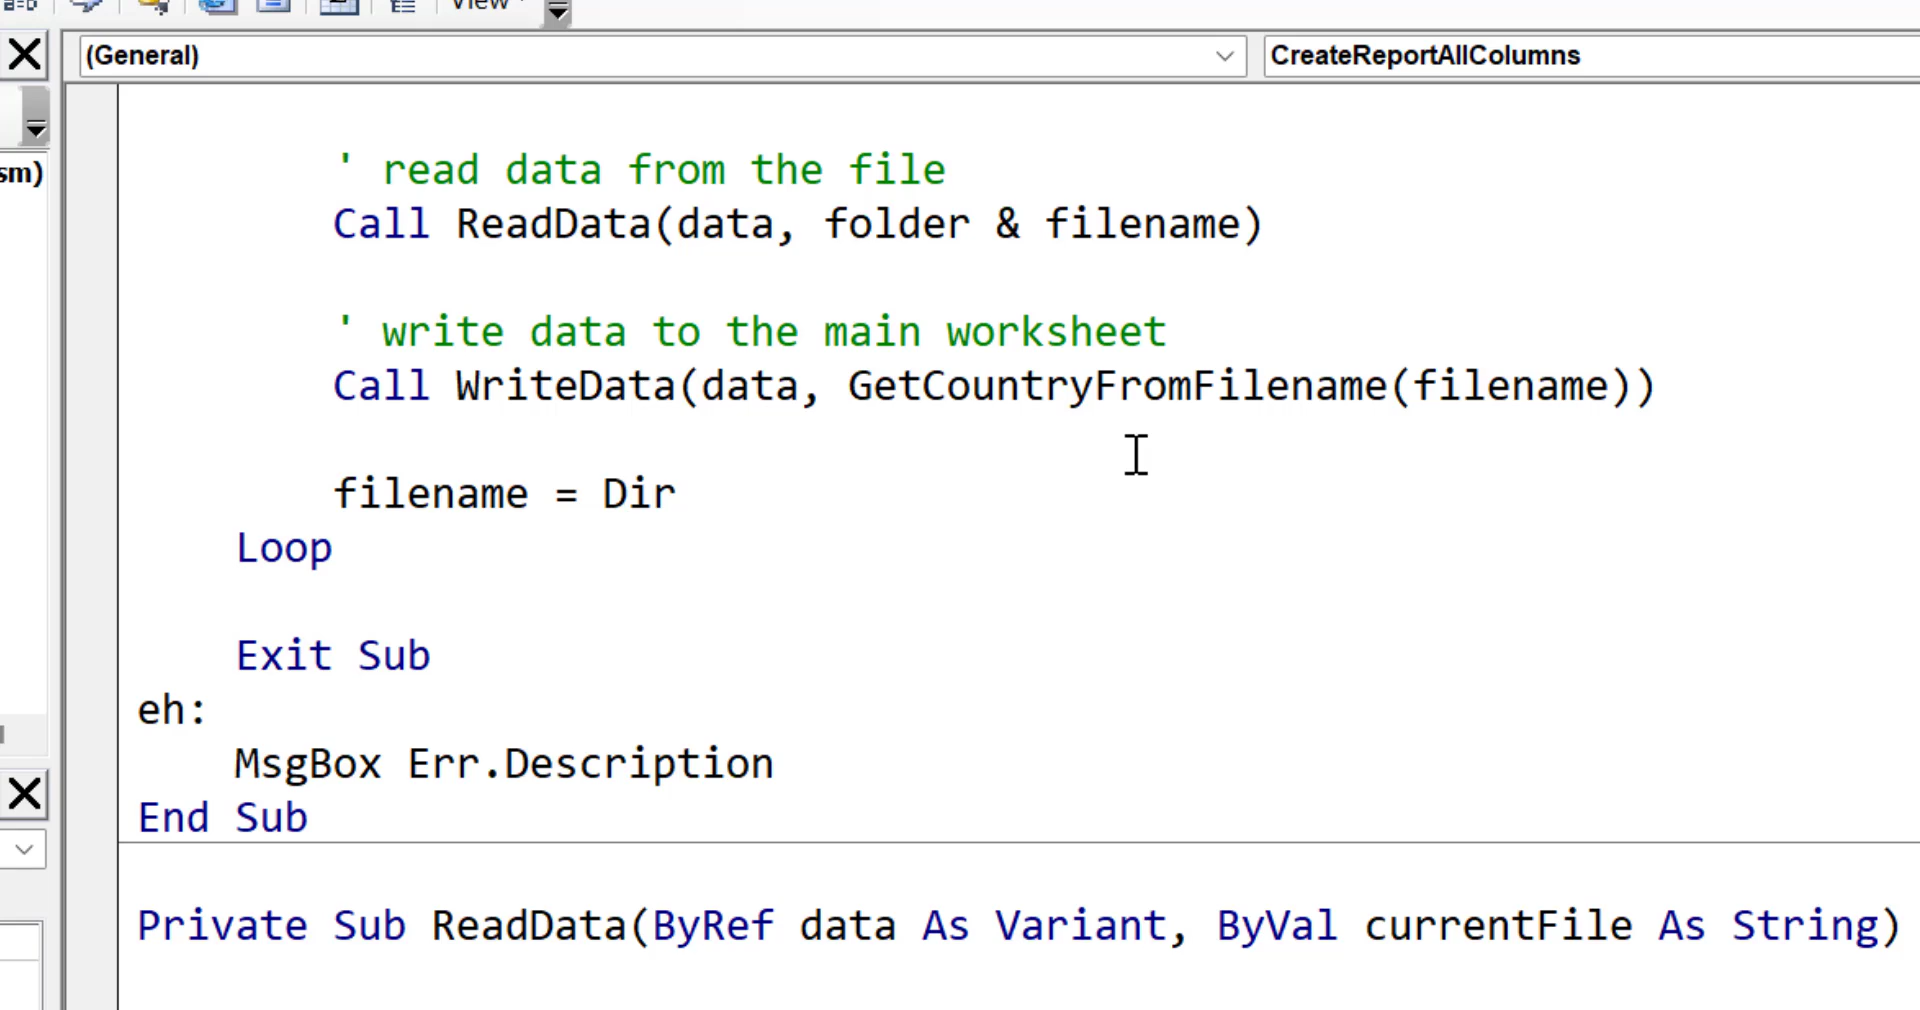 View
(General)
CreateReportAllColumns
sm)
' read data from the file
Call ReadData(data, folder & filename)
' write data to the main worksheet
Call WriteData(data, GetCountryFromFilename(filename))
filename = Dir
Loop
Exit Sub
eh:
MsgBox Err.Description
End Sub
Private Sub ReadData(ByRef data As Variant, ByVal currentFile As String)